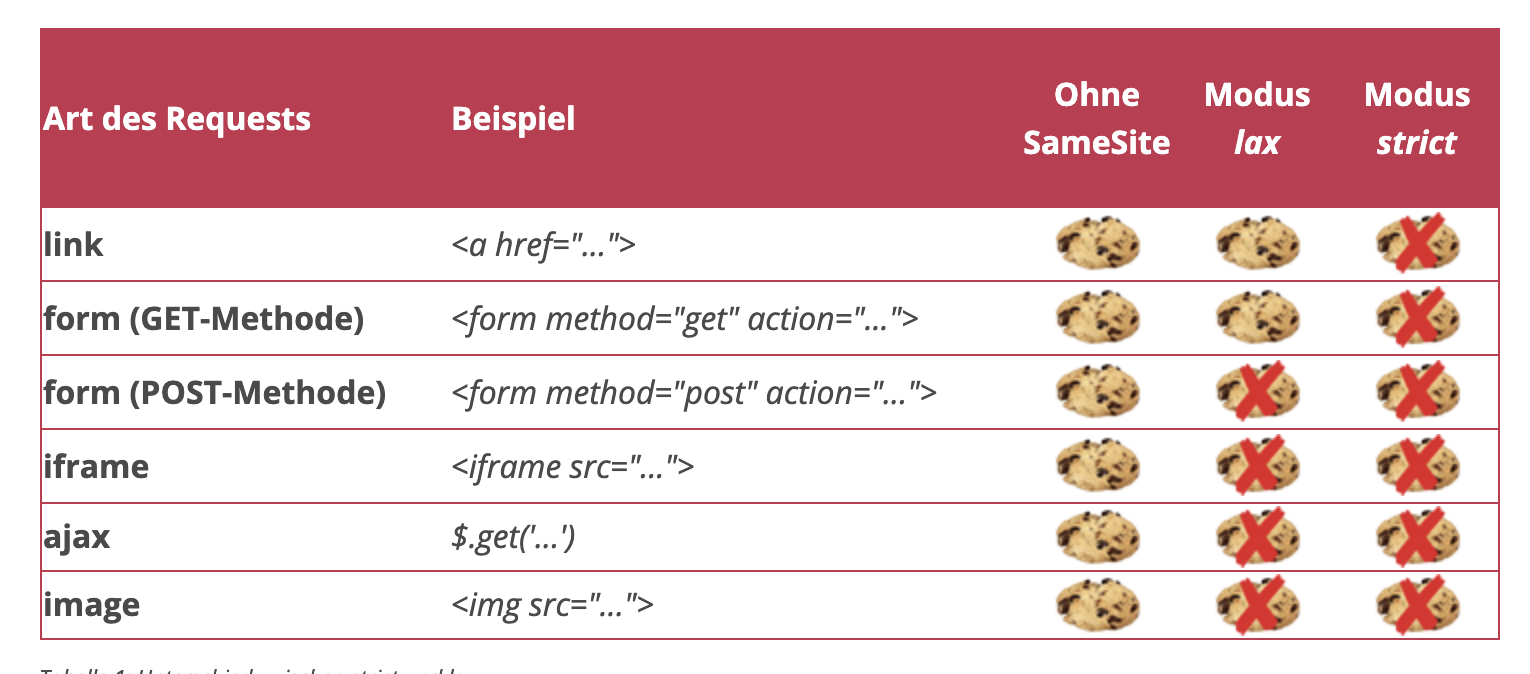 Art des Requests Beispiel Ohne SameSite Modus lax Modus strict
link <a href="...">
form (GET-Methode) <form method="get" action="...">
form (POST-Methode) <form method="post" action="...">
iframe <iframe src="...">
ajax $.get('...')
image <img src="...">